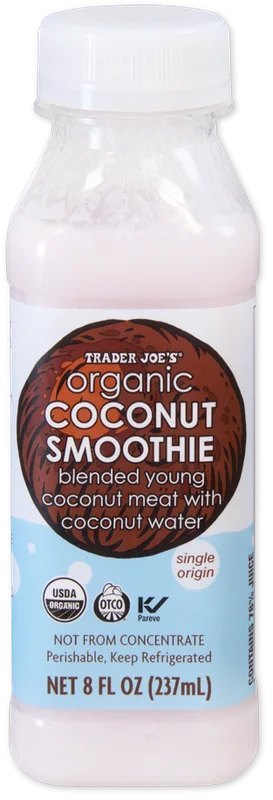 TRADER JOE'S®
organic
COCONUT
SMOOTHIE
blended young
coconut meat with
coconut water
single
origin
USDA
ORGANIC
OTCO
KV
Pareve
NOT FROM CONCENTRATE
Perishable, Keep Refrigerated
NET 8 FL OZ (237mL)
CONTAINS 78% JUICE